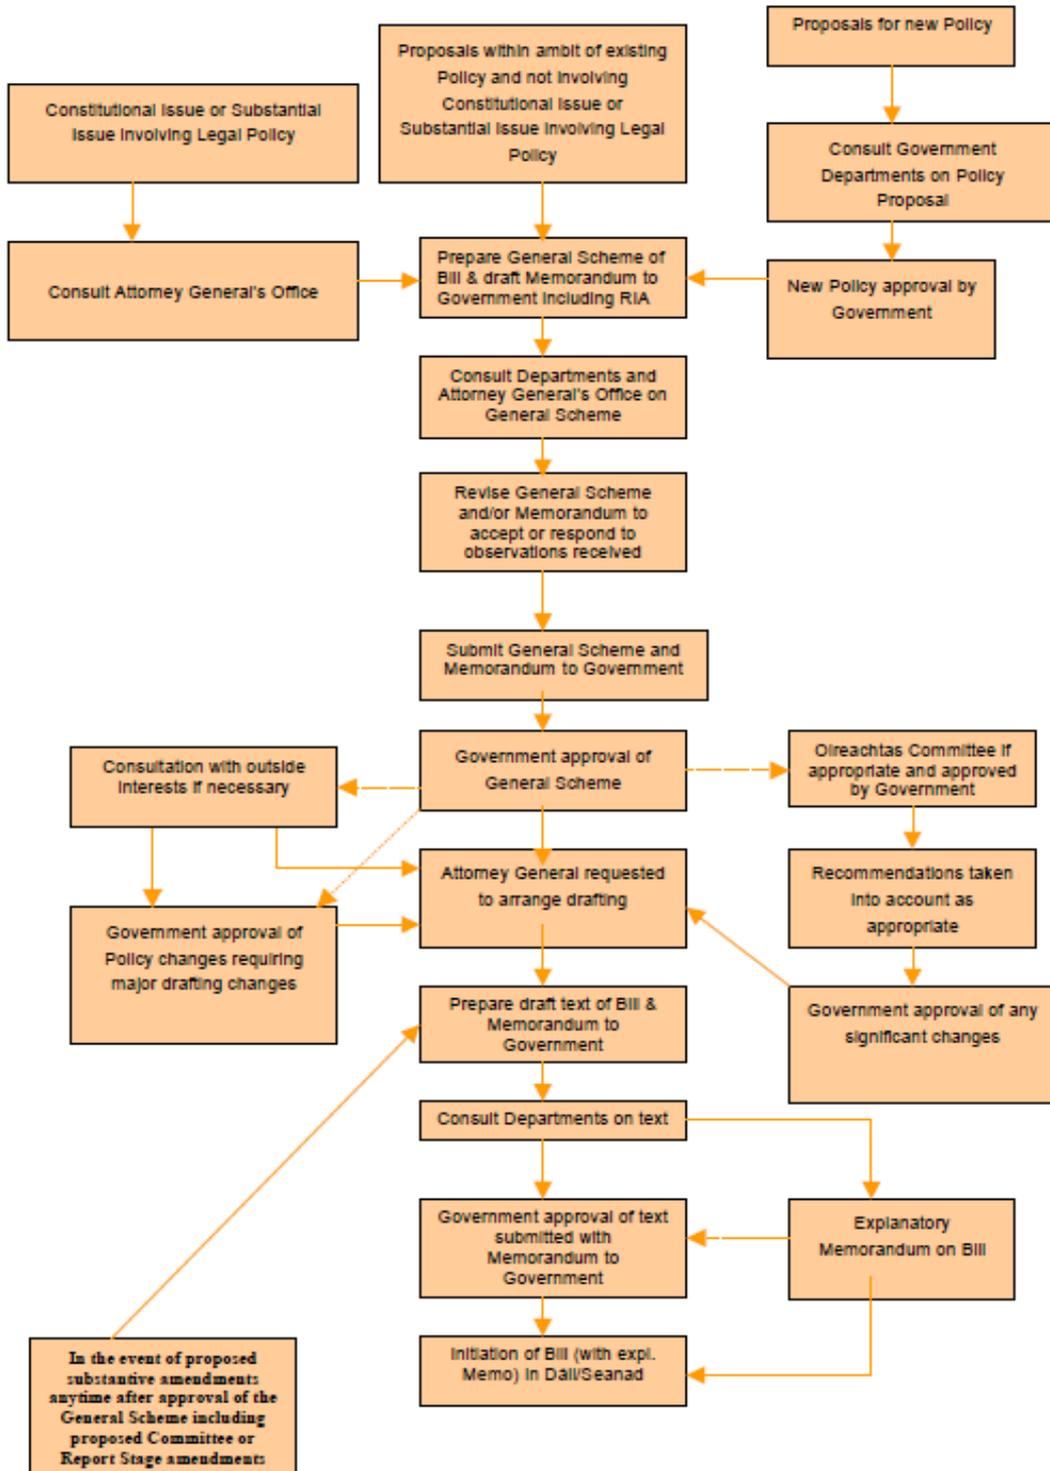 Proposals for new Policy
Proposals within ambit of existing
Policy and not involving
Constitutional Issue or
Substantial Issue Involving Legal
Policy
Constitutional Issue or Substantial
Issue Involving Legal Policy
Consult Government
Departments on Policy
Proposal
Consult Attorney General's Office
Prepare General Scheme of
Bill & draft Memorandum to
Government including RIA
New Policy approval by
Government
Consult Departments and
Attorney General's Office on
General Scheme
Revise General Scheme
and/or Memorandum to
accept or respond to
observations received
Submit General Scheme and
Memorandum to Government
Consultation with outside
interests if necessary
Government approval of
General Scheme
Oireachtas Committee if
appropriate and approved
by Government
Attorney General requested
to arrange drafting
Recommendations taken
into account as
appropriate
Government approval of
Policy changes requiring
major drafting changes
Prepare draft text of Bill &
Memorandum to
Government
Government approval of any
significant changes
Consult Departments on text
Government approval of text
submitted with
Memorandum to
Government
Explanatory
Memorandum on Bill
Initiation of Bill (with expl.
Memo) in Dáil/Seanad
In the event of proposed
substantive amendments
anytime after approval of the
General Scheme including
proposed Committee or
Report Stage amendments